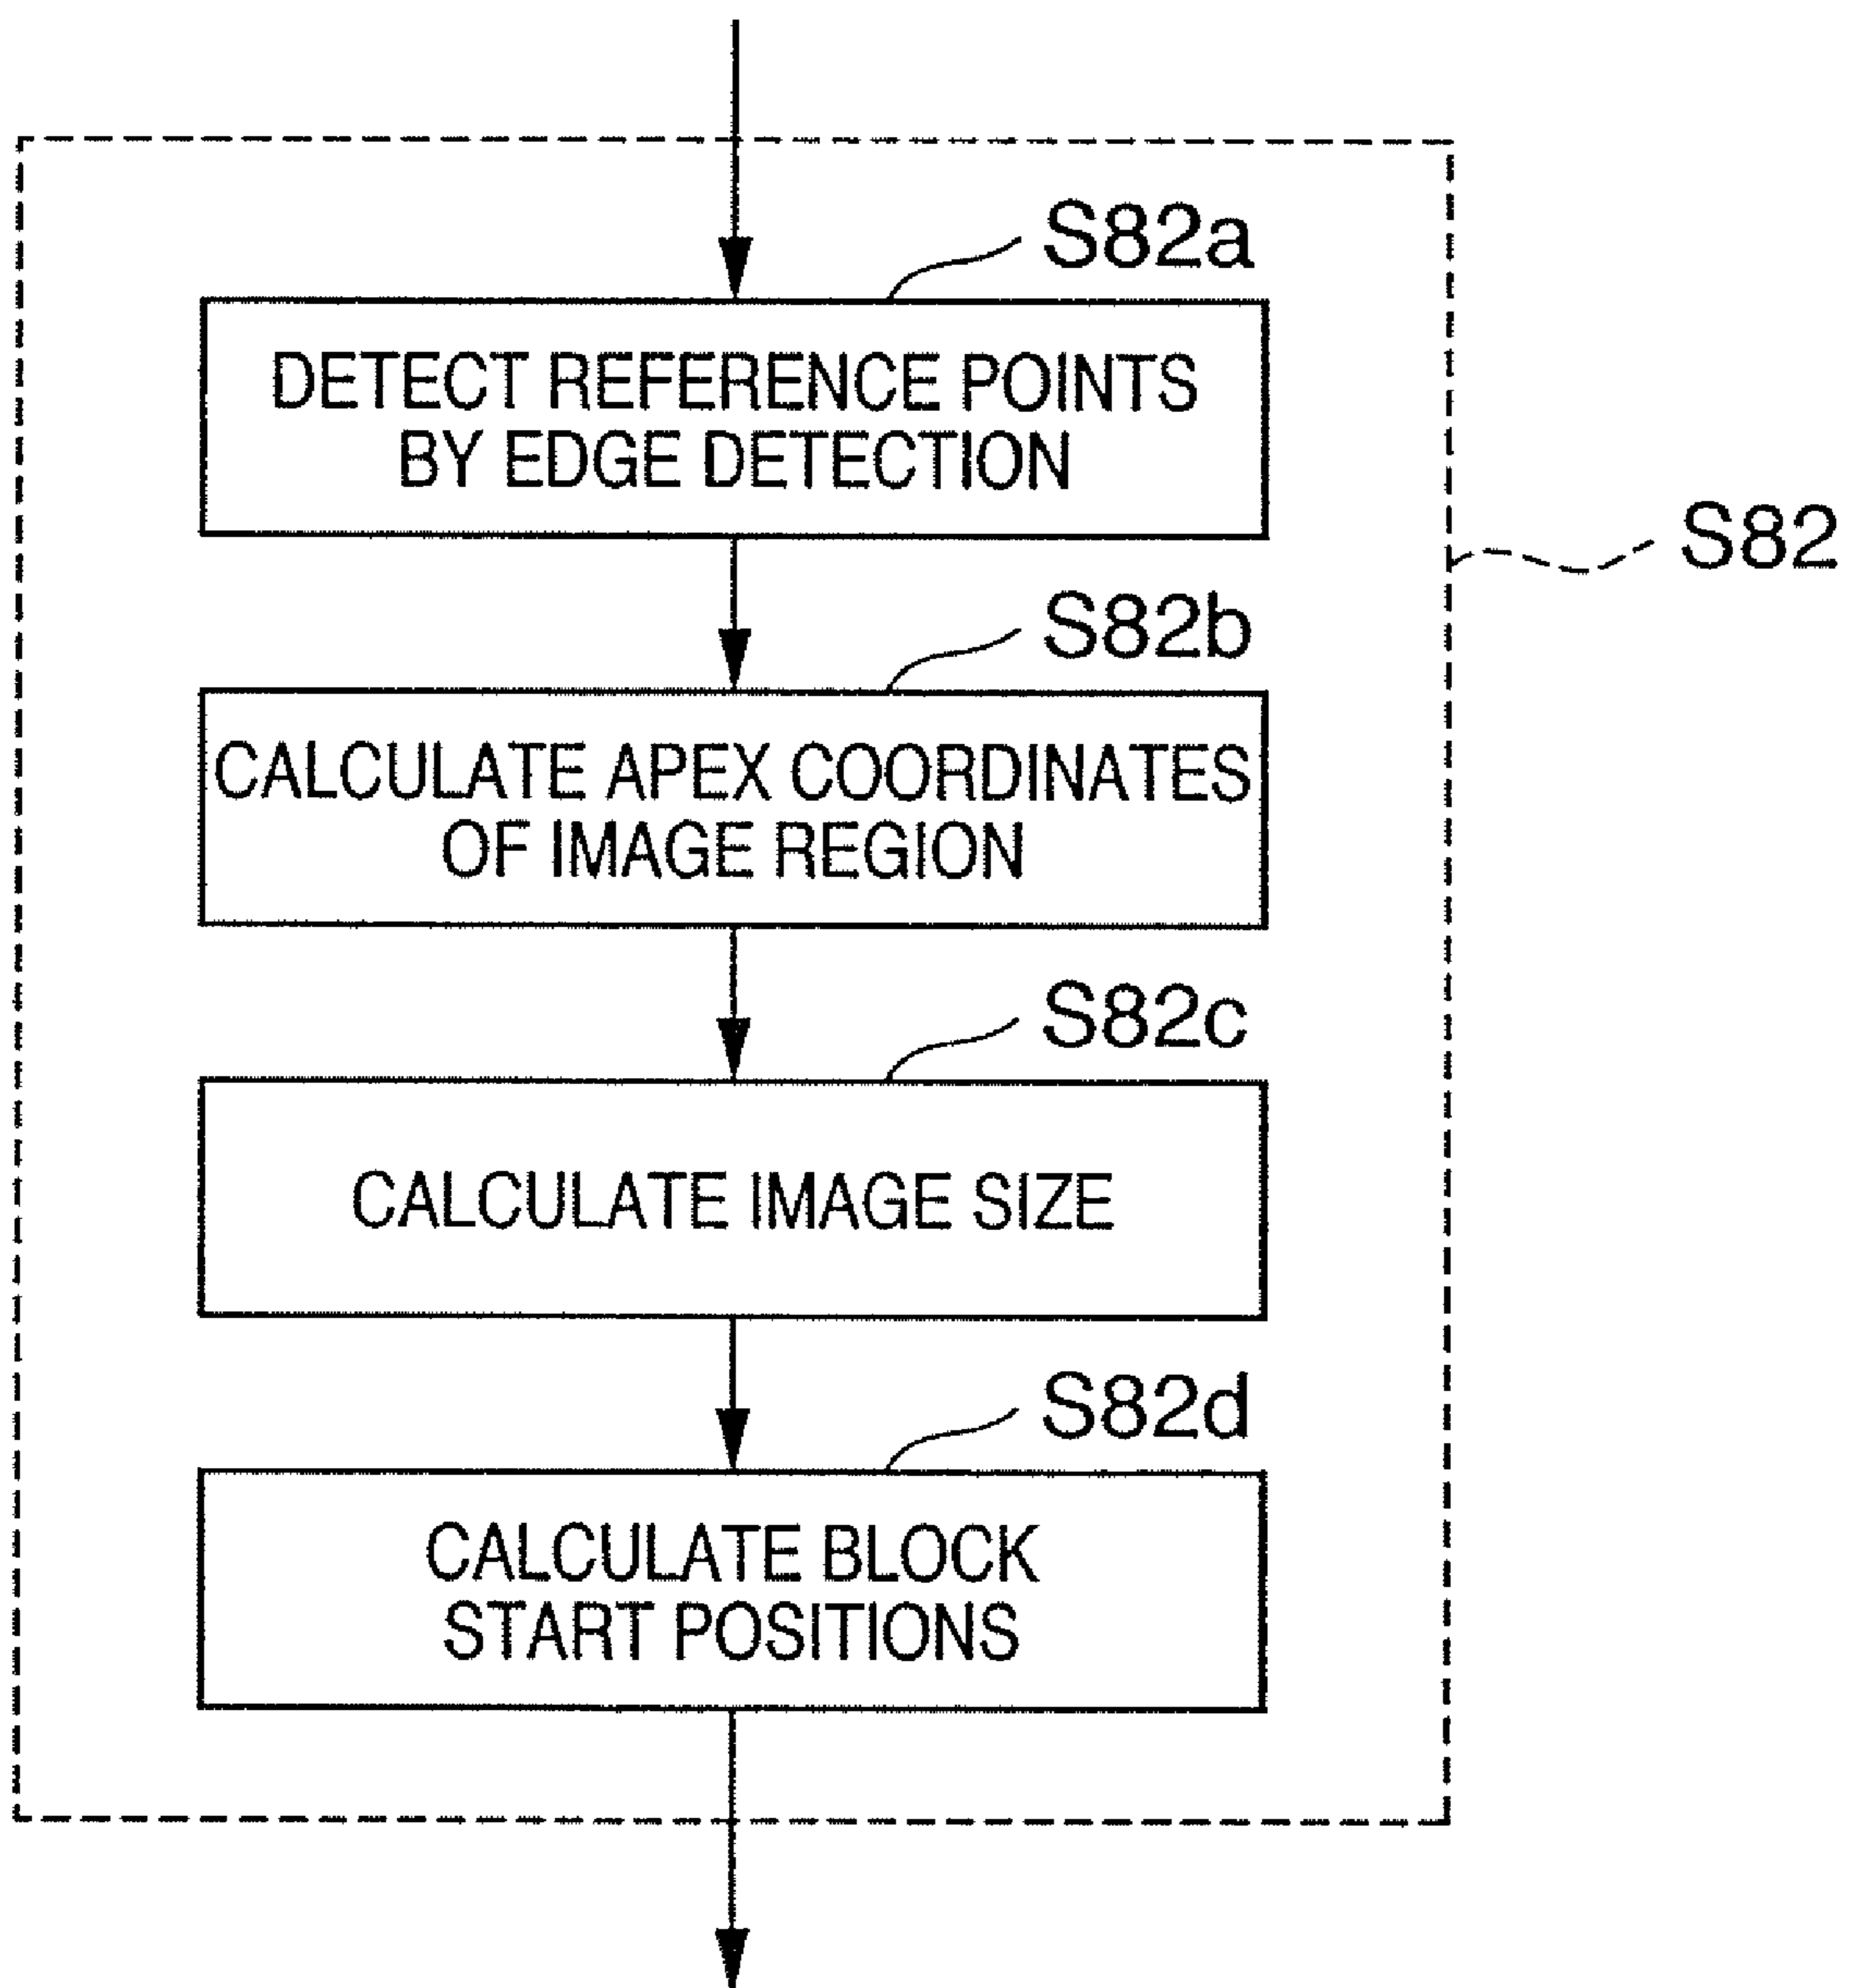 S82a
DETECT REFERENCE POINTS
BY EDGE DETECTION
S82
S82b
CALCULATE APEX COORDINATES
OF IMAGE REGION
S82c
CALCULATE IMAGE SIZE
S82d
CALCULATE BLOCK
START POSITIONS